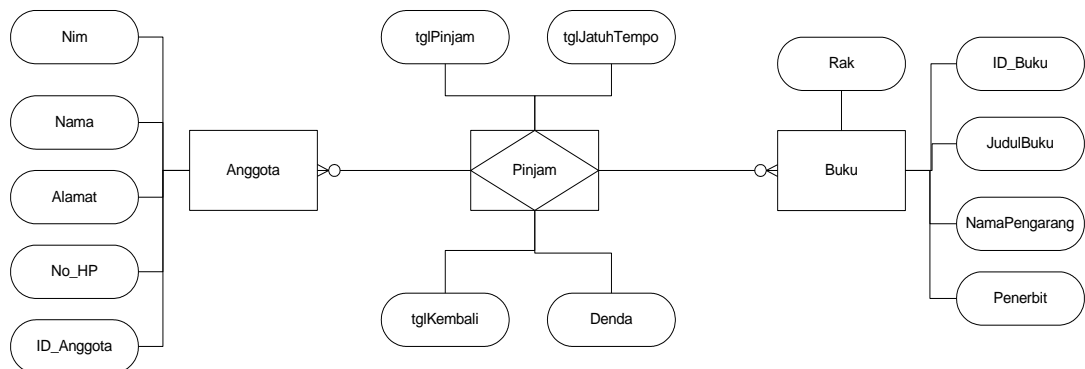 Nim
Nama
Alamat
No_HP
ID_Anggota
Anggota
tglPinjam
tglJatuhTempo
Pinjam
tglKembali
Denda
Rak
Buku
ID_Buku
JudulBuku
NamaPengarang
Penerbit